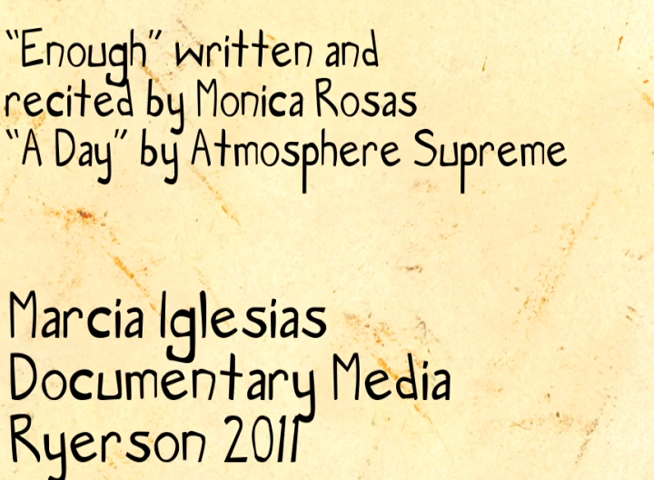 “Enough” written and
recited by Monica Rosas
“A Day” by Atmosphere Supreme
Marcia Iglesias
Documentary Media
Ryerson 2011